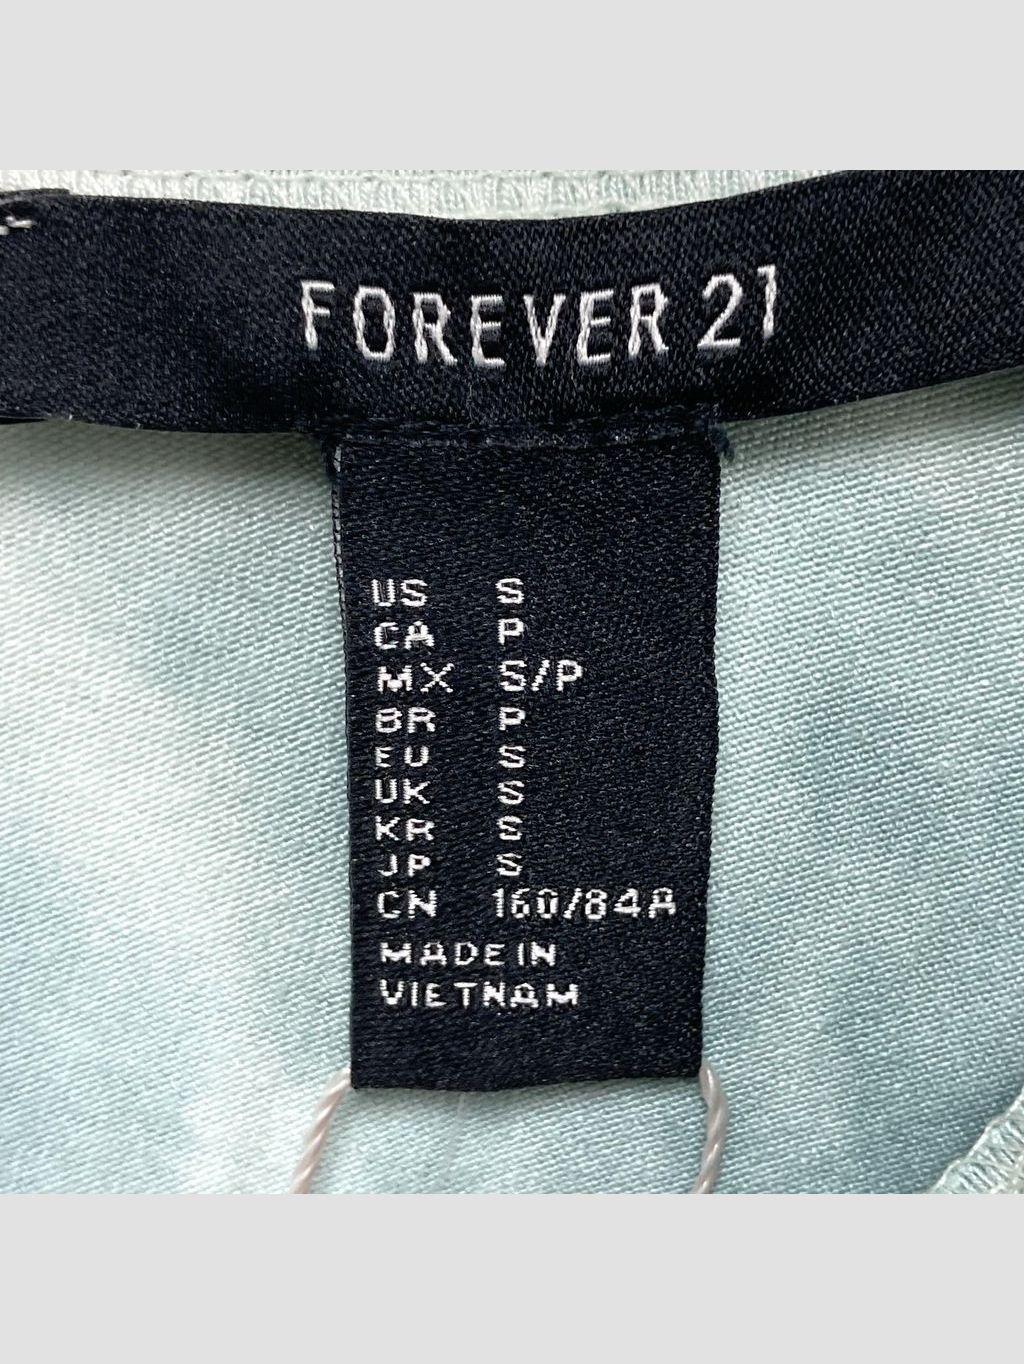 FOREVER 21
US S
CA P
MX S/P
BR P
EU S
UK S
KR S
JP S
CN 160/84A
MADE IN
VIETNAM